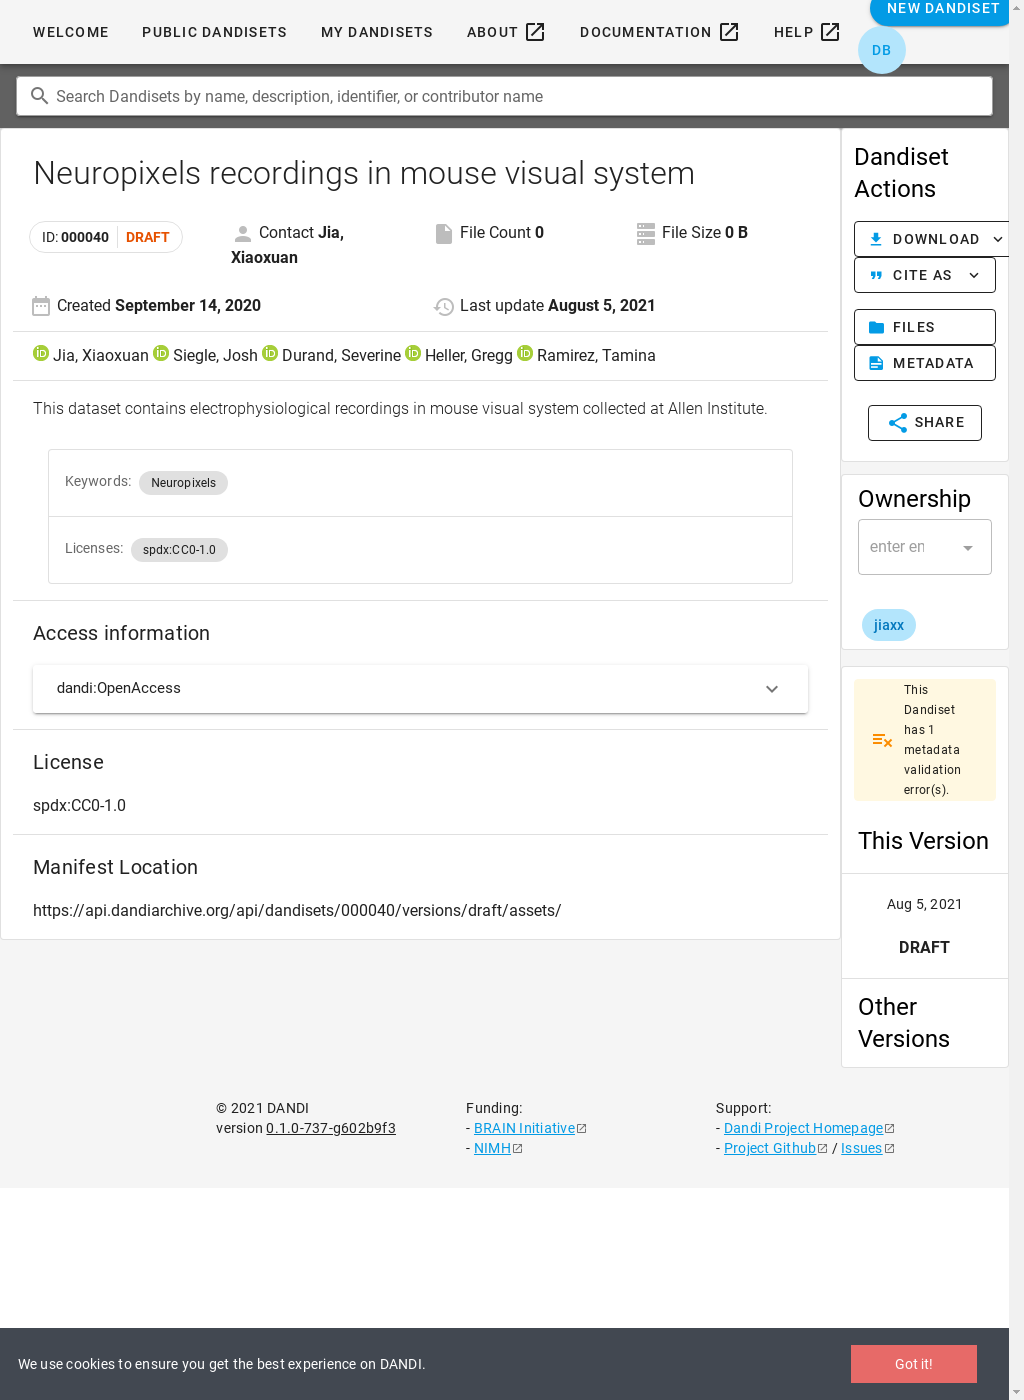 WELCOME PUBLIC DANDISETS MY DANDISETS ABOUT DOCUMENTATION HELP NEW DANDISET
DB
Search Dandisets by name, description, identifier, or contributor name
Neuropixels recordings in mouse visual system
ID: 000040 DRAFT
Contact Jia,
Xiaoxuan
File Count 0
File Size 0 B
Created September 14, 2020
Last update August 5, 2021
Jia, Xiaoxuan Siegle, Josh Durand, Severine Heller, Gregg Ramirez, Tamina
This dataset contains electrophysiological recordings in mouse visual system collected at Allen Institute.
Keywords: Neuropixels
Licenses: spdx:CC0-1.0
Access information
dandi:OpenAccess
License
spdx:CC0-1.0
Manifest Location
https://api.dandiarchive.org/api/dandisets/000040/versions/draft/assets/
Dandiset
Actions
DOWNLOAD
CITE AS
FILES
METADATA
SHARE
Ownership
enter en
jiaxx
This
Dandiset
has 1
metadata
validation
error(s).
This Version
Aug 5, 2021
DRAFT
Other
Versions
© 2021 DANDI
version 0.1.0-737-g602b9f3
Funding:
- BRAIN Initiative
- NIMH
Support:
- Dandi Project Homepage
- Project Github / Issues
We use cookies to ensure you get the best experience on DANDI.
Got it!